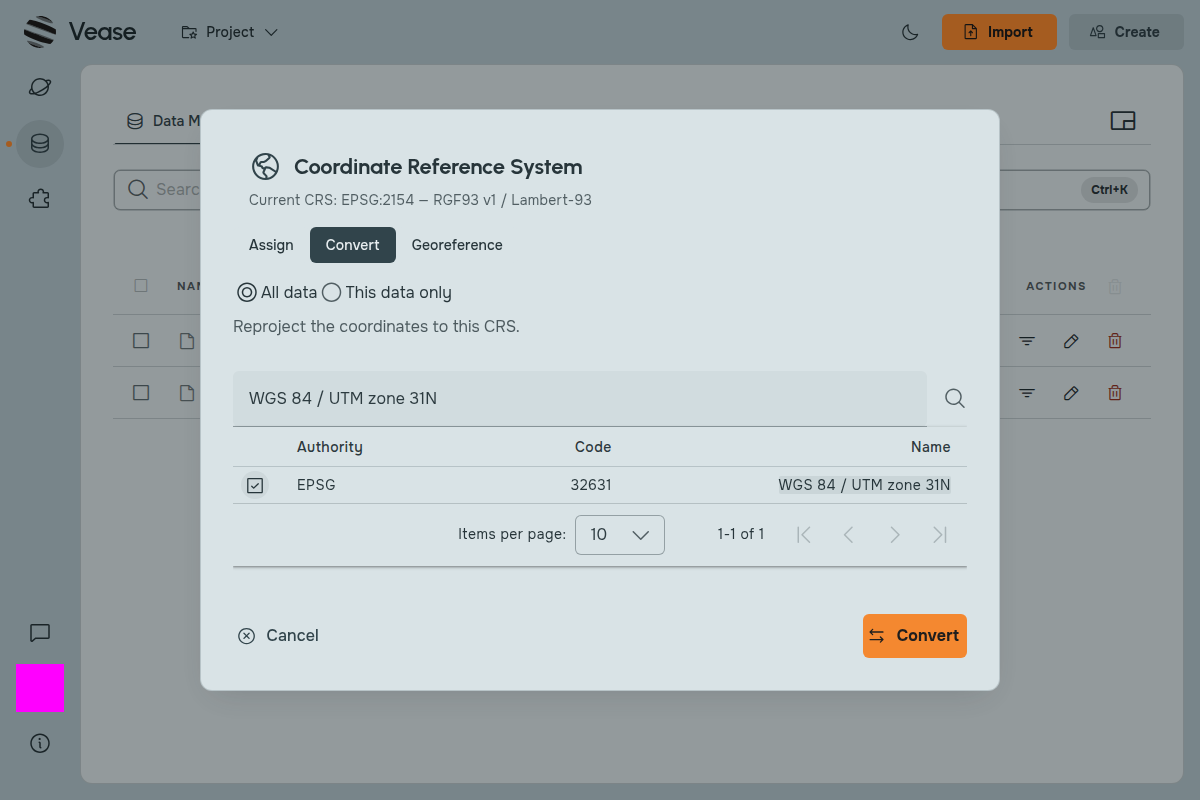 Vease
Project
Import
Create
Data M
Searc
Ctrl+K
NA
ACTIONS
Coordinate Reference System
Current CRS: EPSG:2154 — RGF93 v1 / Lambert-93
Assign
Convert
Georeference
All data
This data only
Reproject the coordinates to this CRS.
WGS 84 / UTM zone 31N
Authority Code Name
EPSG 32631 WGS 84 / UTM zone 31N
Items per page: 10 1-1 of 1
Cancel
Convert